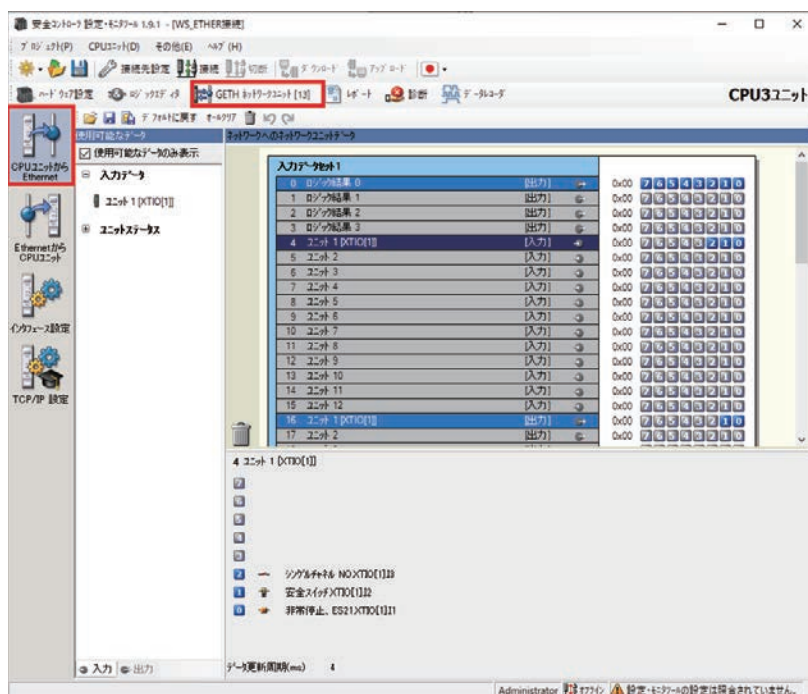 安全コントローラ 設定・モニタツール 1.9.1 - [WS_ETHER接続]
プロジェクト(P) CPUユニット(D) その他(E) ヘルプ(H)
接続先設定 接続 切断 ダウンロード アップロード
ハードウェア設定 ロジックエディタ GETH ネットワークユニット [13] レポート 診断 データレコーダ CPU3ユニット
デフォルトに戻す オールクリア
CPUユニットから Ethernet
Ethernetから CPUユニット
インタフェース設定
TCP/IP 設定
使用可能なデータ
使用可能なデータのみ表示
入力データ
ユニット 1 [XTIO[1]]
ユニットステータス
入力 出力
ネットワークへのネットワークユニットデータ
入力データセット1
0 ロジック結果 0 [出力] 0x00 7 6 5 4 3 2 1 0
1 ロジック結果 1 [出力] 0x00 7 6 5 4 3 2 1 0
2 ロジック結果 2 [出力] 0x00 7 6 5 4 3 2 1 0
3 ロジック結果 3 [出力] 0x00 7 6 5 4 3 2 1 0
4 ユニット 1 [XTIO[1]] [入力] 0x00 7 6 5 4 3 2 1 0
5 ユニット 2 [入力] 0x00 7 6 5 4 3 2 1 0
6 ユニット 3 [入力] 0x00 7 6 5 4 3 2 1 0
7 ユニット 4 [入力] 0x00 7 6 5 4 3 2 1 0
8 ユニット 5 [入力] 0x00 7 6 5 4 3 2 1 0
9 ユニット 6 [入力] 0x00 7 6 5 4 3 2 1 0
10 ユニット 7 [入力] 0x00 7 6 5 4 3 2 1 0
11 ユニット 8 [入力] 0x00 7 6 5 4 3 2 1 0
12 ユニット 9 [入力] 0x00 7 6 5 4 3 2 1 0
13 ユニット 10 [入力] 0x00 7 6 5 4 3 2 1 0
14 ユニット 11 [入力] 0x00 7 6 5 4 3 2 1 0
15 ユニット 12 [入力] 0x00 7 6 5 4 3 2 1 0
16 ユニット 1 [XTIO[1]] [出力] 0x00 7 6 5 4 3 2 1 0
17 ユニット 2 [出力] 0x00 7 6 5 4 3 2 1 0
4 ユニット 1 [XTIO[1]]
7
6
5
4
3
2 シングルチャネル NO.XTIO[1].I3
1 安全スイッチ.XTIO[1].I2
0 非常停止、ES21.XTIO[1].I1
データ更新周期(ms) 4
Administrator オフライン 設定・モニタツールの設定は照合されていません。